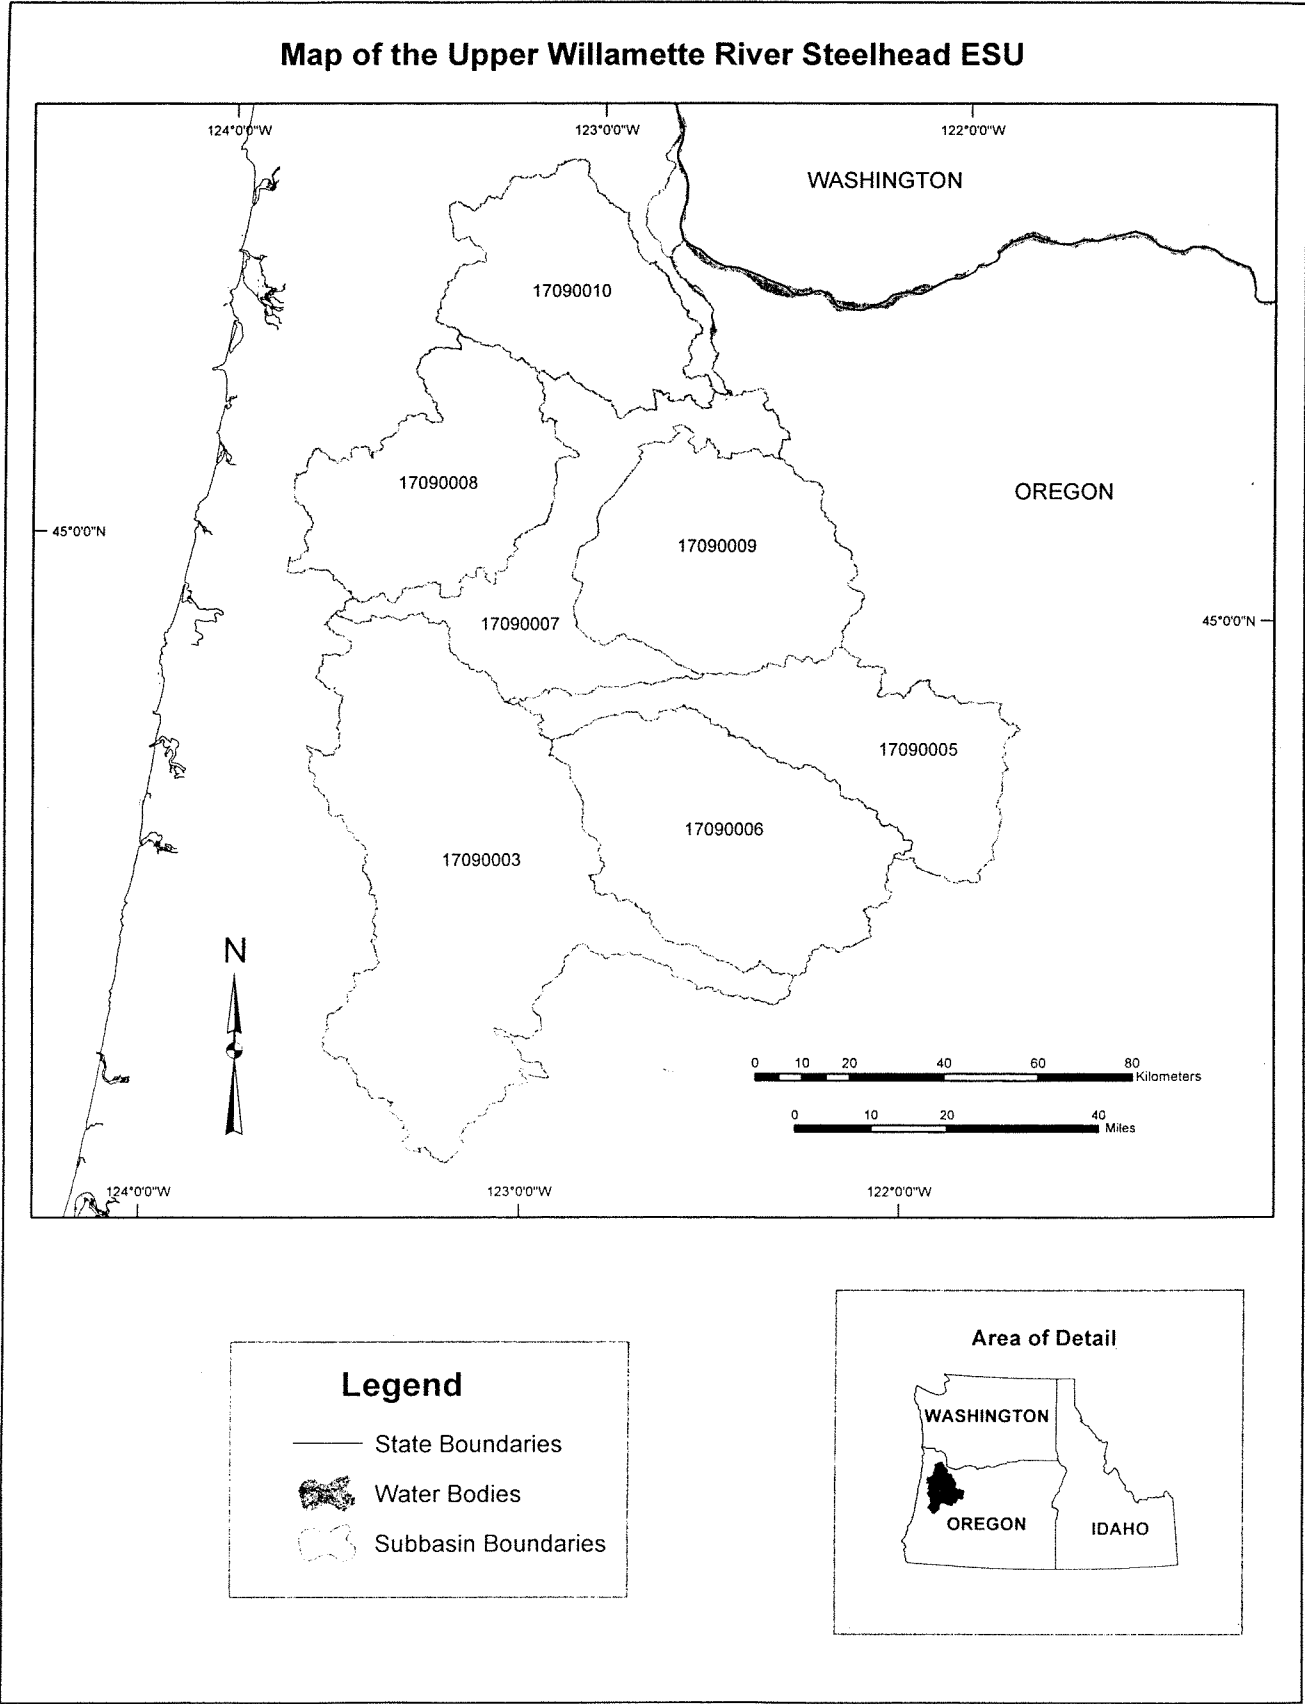 Map of the Upper Willamette River Steelhead ESU
124°0'0"W
123°0'0"W
122°0'0"W
WASHINGTON
17090010
17090008
OREGON
45°0'0"N
17090009
17090007
45°0'0"N
17090005
17090006
17090003
N
0 10 20 40 60 80
Kilometers
0 10 20 40
Miles
124°0'0"W
123°0'0"W
122°0'0"W
Legend
State Boundaries
Water Bodies
Subbasin Boundaries
Area of Detail
WASHINGTON
OREGON
IDAHO